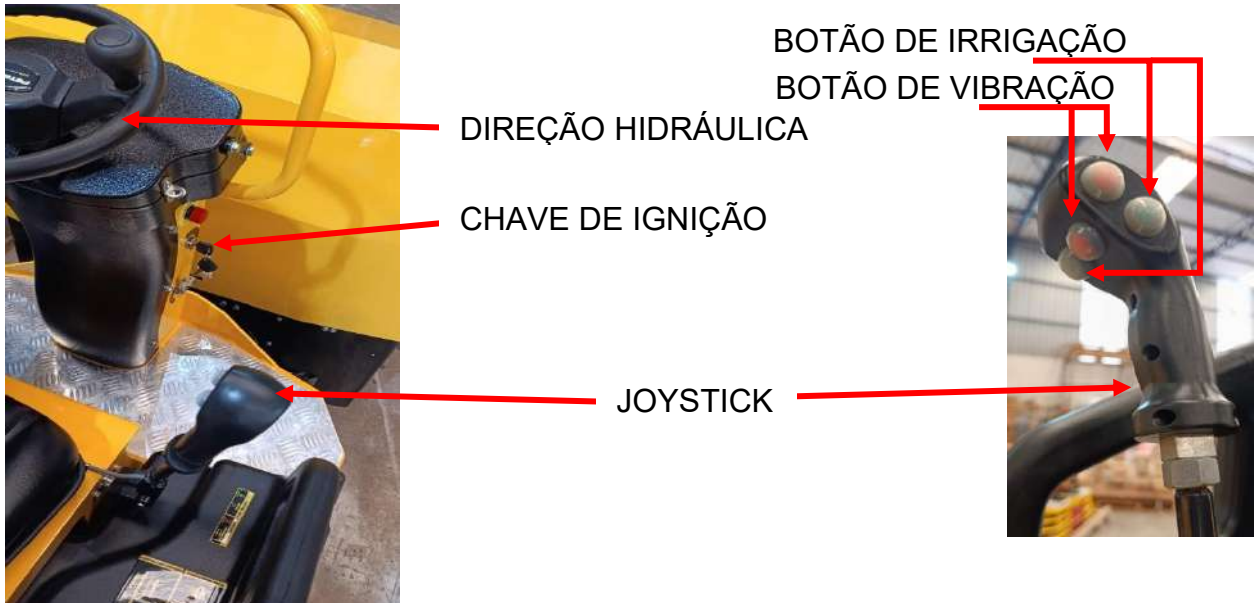 BOTÃO DE IRRIGAÇÃO
BOTÃO DE VIBRAÇÃO
DIREÇÃO HIDRÁULICA
CHAVE DE IGNIÇÃO
JOYSTICK